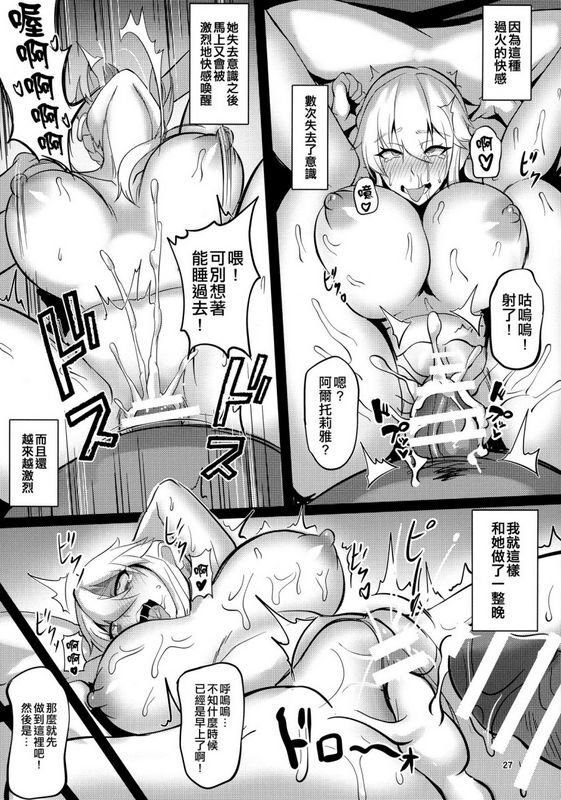 因為這種
過火的快感
數次失去了意識
啊♡
噫♡
咕嗚嗚！
射了！
嗯？
阿爾托莉雅？
她失去意識之後
馬上又會被
激烈地快感喚醒
喂！
可別想著
能睡過去！
ドス
ドス
而且還
越來越激烈
我就這樣
和她做了一整晚
啊♡
啊啊♡
呼嗚嗚…
不知什麼時候
已經是早上了啊！
那麼就先
做到這裡吧！
然後是…
27